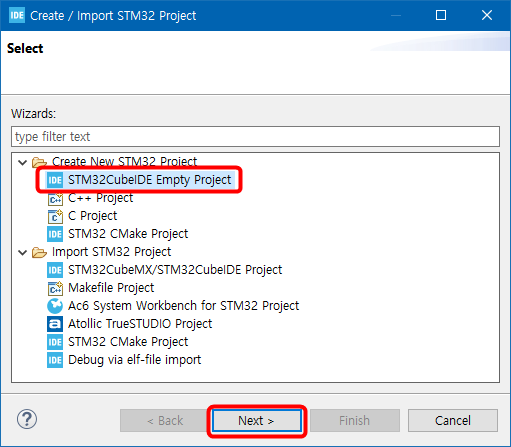 IDE Create / Import STM32 Project
Select
Wizards:
type filter text
Create New STM32 Project
IDE STM32CubeIDE Empty Project
C++ Project
C Project
IDE STM32 CMake Project
Import STM32 Project
IDE STM32CubeMX/STM32CubeIDE Project
Makefile Project
Ac6 System Workbench for STM32 Project
a Atollic TrueSTUDIO Project
IDE STM32 CMake Project
IDE Debug via elf-file import
? < Back Next > Finish Cancel